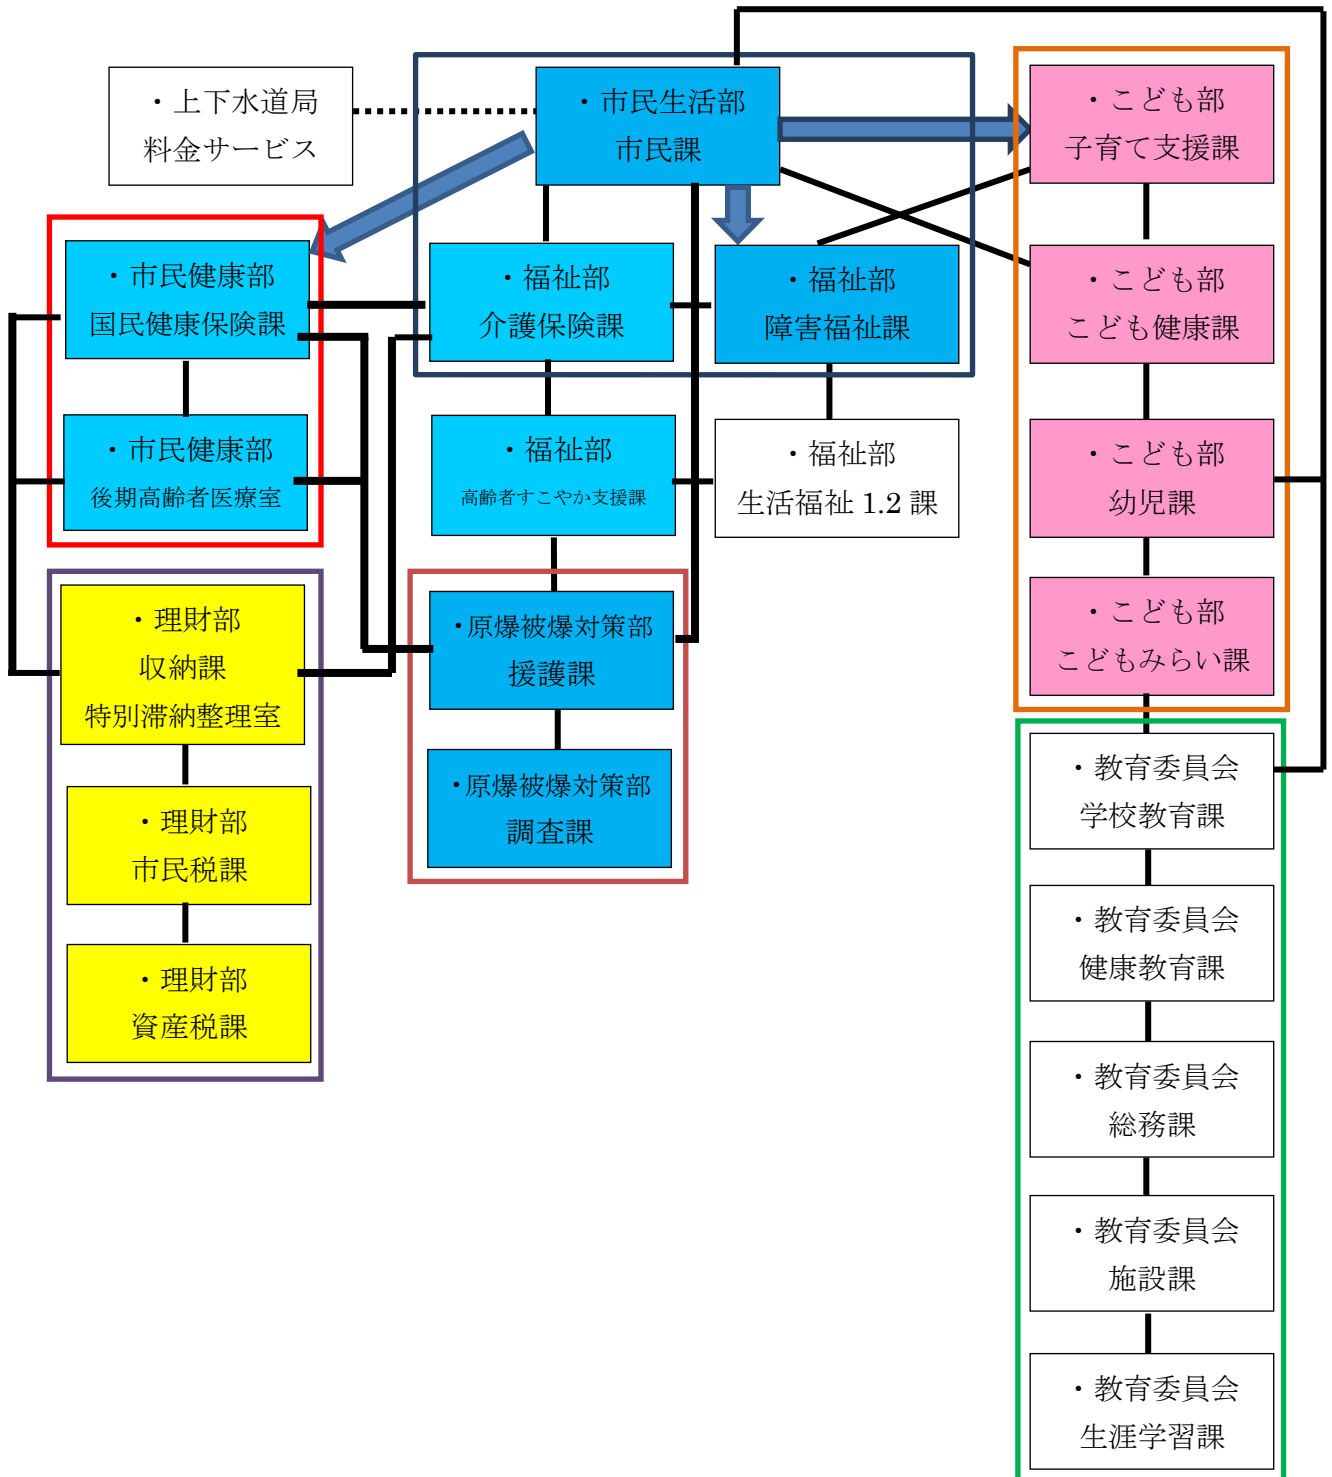 ・上下水道局
料金サービス
・市民生活部
市民課
・こども部
子育て支援課
・市民健康部
国民健康保険課
・福祉部
介護保険課
・福祉部
障害福祉課
・こども部
こども健康課
・市民健康部
後期高齢者医療室
・福祉部
高齢者すこやか支援課
・福祉部
生活福祉 1.2 課
・こども部
幼児課
・理財部
収納課
特別滞納整理室
・原爆被爆対策部
援護課
・こども部
こどもみらい課
・理財部
市民税課
・原爆被爆対策部
調査課
・教育委員会
学校教育課
・理財部
資産税課
・教育委員会
健康教育課
・教育委員会
総務課
・教育委員会
施設課
・教育委員会
生涯学習課